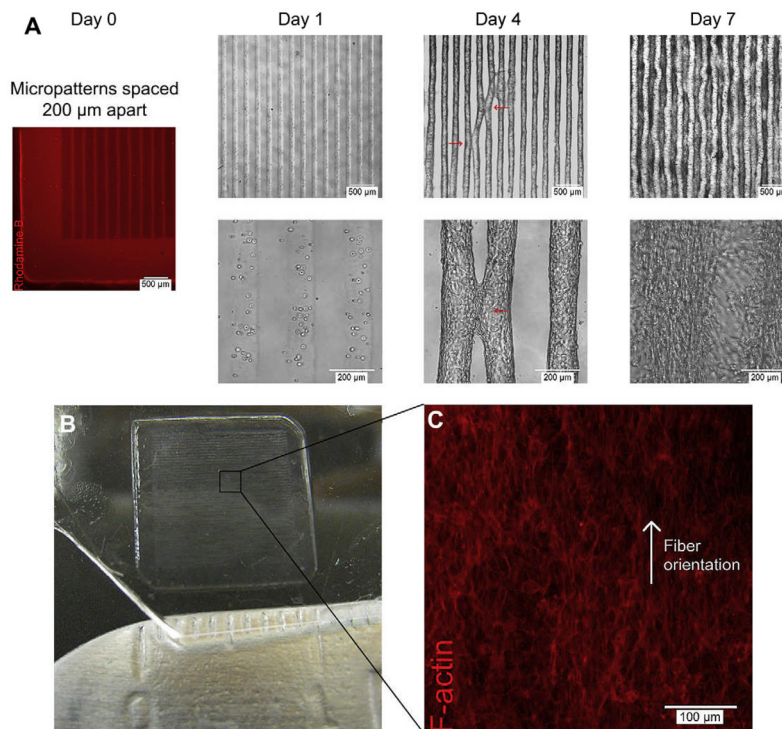 A
Day 0
Day 1
Day 4
Day 7
Micropatterns spaced
200 µm apart
Rhodamine B
500 µm
500 µm
500 µm
500 µm
200 µm
200 µm
200 µm
B
C
Fiber
orientation
F-actin
100 µm